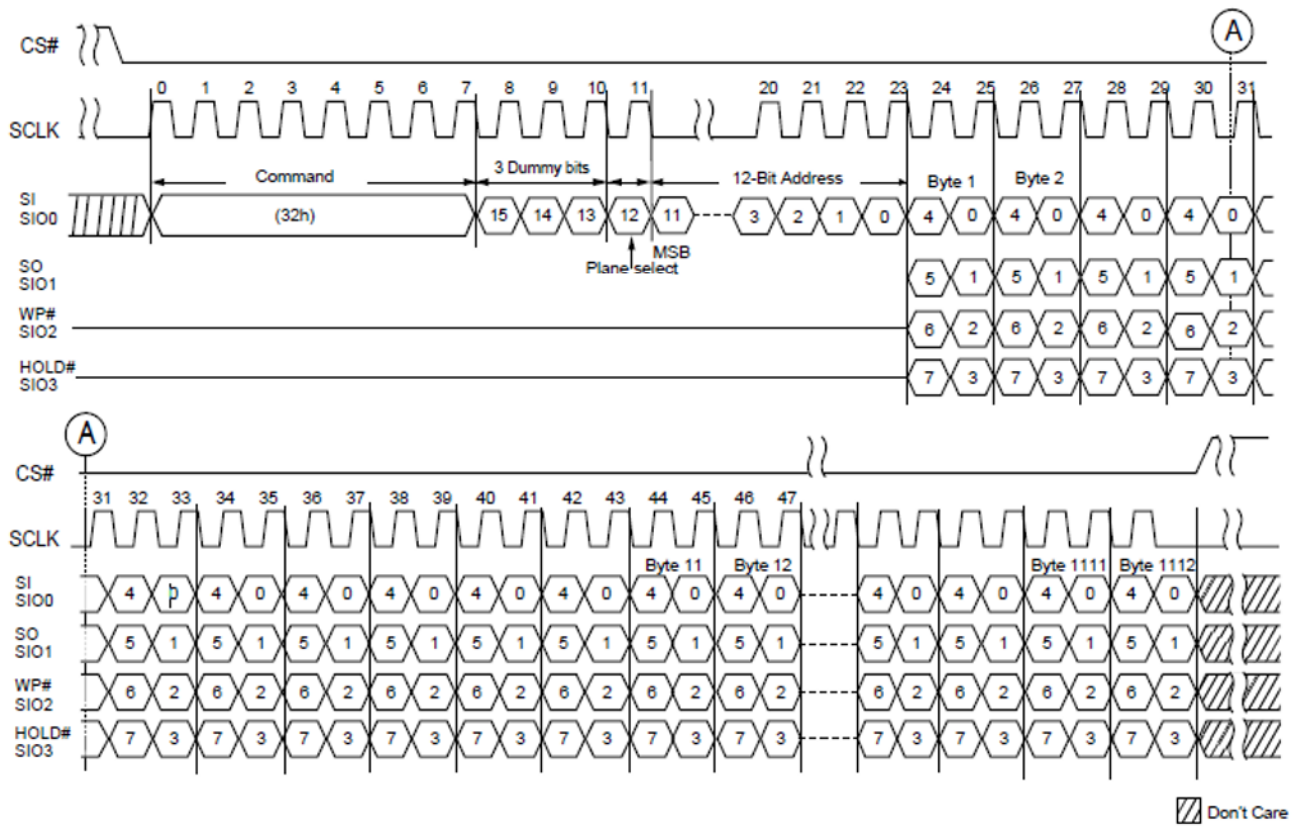 A
CS#
0 1 2 3 4 5 6 7 8 9 10 11 20 21 22 23 24 25 26 27 28 29 30 31
SCLK
Command 3 Dummy bits 12-Bit Address Byte 1 Byte 2
SI
SIO0
(32h) 15 14 13 12 11 3 2 1 0 4 0 4 0 4 0 4 0
MSB
Plane select
SO
SIO1
5 1 5 1 5 1 5 1
WP#
SIO2
6 2 6 2 6 2 6 2
HOLD#
SIO3
7 3 7 3 7 3 7 3
A
CS#
31 32 33 34 35 36 37 38 39 40 41 42 43 44 45 46 47
SCLK
Byte 11 Byte 12 Byte 1111 Byte 1112
SI
SIO0
4 0 4 0 4 0 4 0 4 0 4 0 4 0 4 0 4 0 4 0 4 0 4 0
SO
SIO1
5 1 5 1 5 1 5 1 5 1 5 1 5 1 5 1 5 1 5 1 5 1 5 1
WP#
SIO2
6 2 6 2 6 2 6 2 6 2 6 2 6 2 6 2 6 2 6 2 6 2 6 2
HOLD#
SIO3
7 3 7 3 7 3 7 3 7 3 7 3 7 3 7 3 7 3 7 3 7 3 7 3
Don't Care